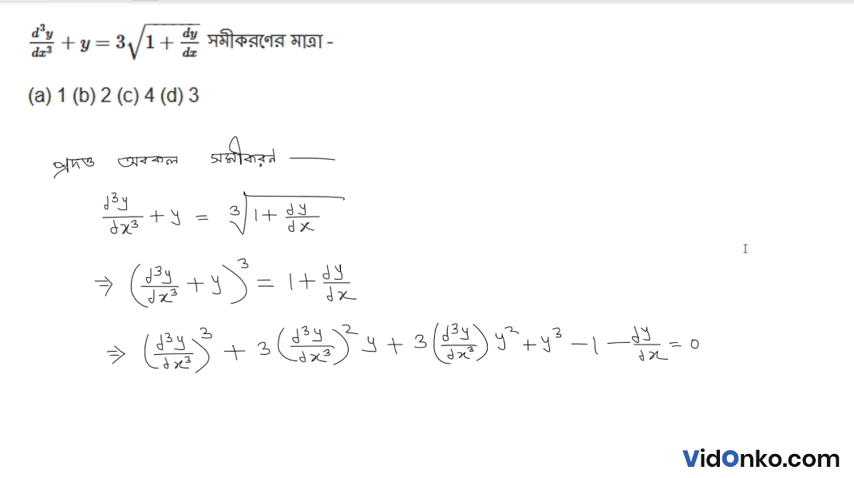 d³y/dx³ + y = 3√(1 + dy/dx) সমীকরণের মাত্রা -
(a) 1 (b) 2 (c) 4 (d) 3
প্রদত্ত অবকল সমীকরন ——
d³y/dx³ + y = ³√(1 + dy/dx)
⇒ (d³y/dx³ + y)³ = 1 + dy/dx
⇒ (d³y/dx³)³ + 3(d³y/dx³)² y + 3(d³y/dx³) y² + y³ - 1 - dy/dx = 0
VidOnko.com